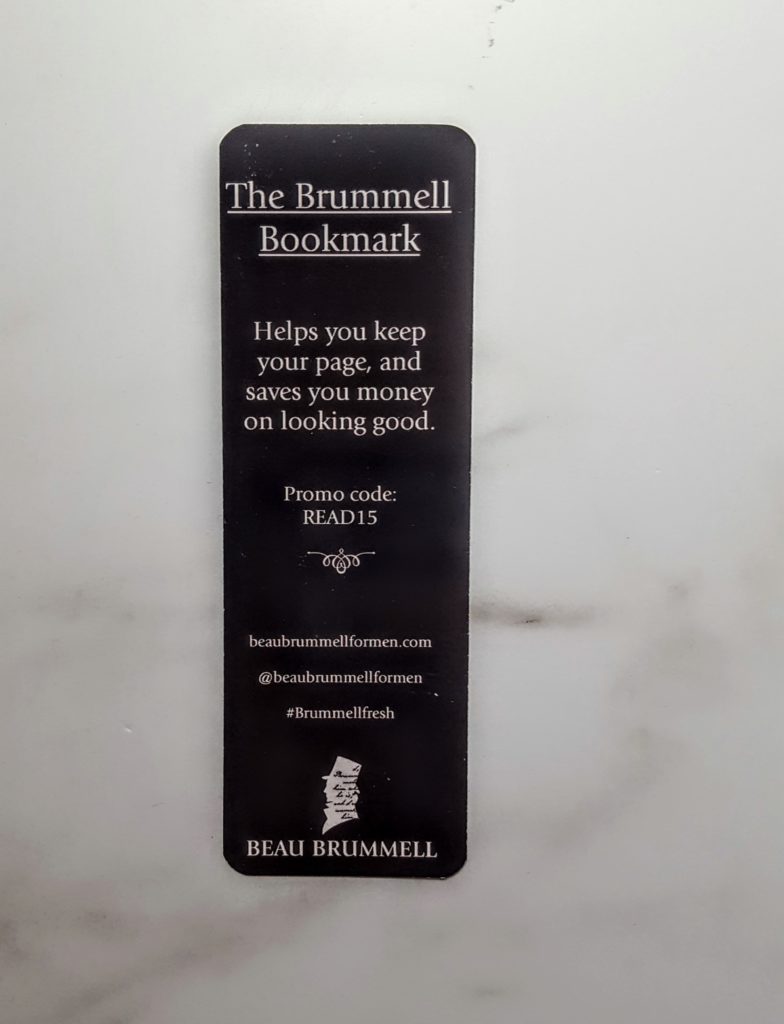 The Brummell
Bookmark
Helps you keep
your page, and
saves you money
on looking good.
Promo code:
READ15
beaubrummellformen.com
@beaubrummellformen
#Brummellfresh
BEAU BRUMMELL